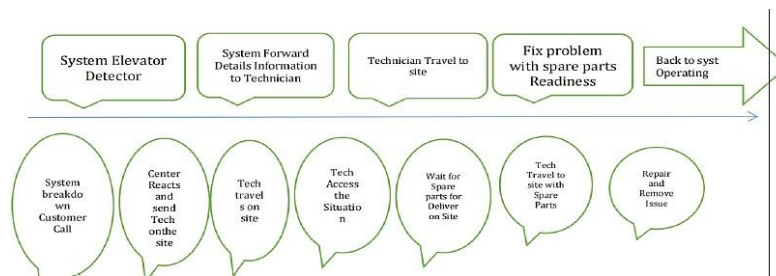 System Elevator
Detector
System Forward
Details Information
to Technician
Technician Travel to
site
Fix problem
with spare parts
Readiness
Back to syst
Operating
System
breakdo
wn
Customer
Call
Center
Reacts
and
send
Tech
onthe
site
Tech
travel
s on
site
Tech
Access
the
Situatio
n
Wait for
Spare
parts for
Deliver
on Site
Tech
Travel to
site with
Spare
Parts
Repair
and
Remove
Issue